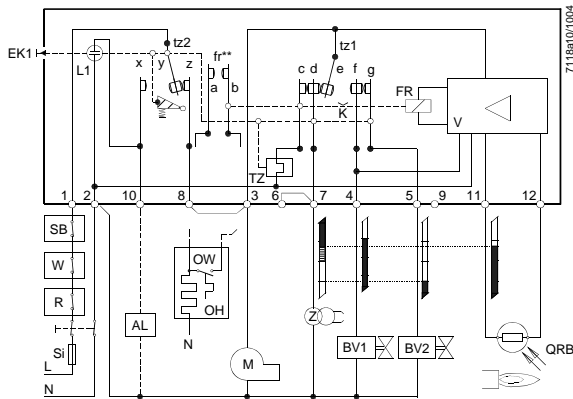 7118a10/1004
EK1
L1
tz2
x y z
fr**
a b
tz1
c d e f g
K
FR
V
TZ
1 2 10 8 3 6 7 4 5 9 11 12
SB
W
R
Si
L
N
AL
OW
OH
N
M
Z
BV1
BV2
QRB